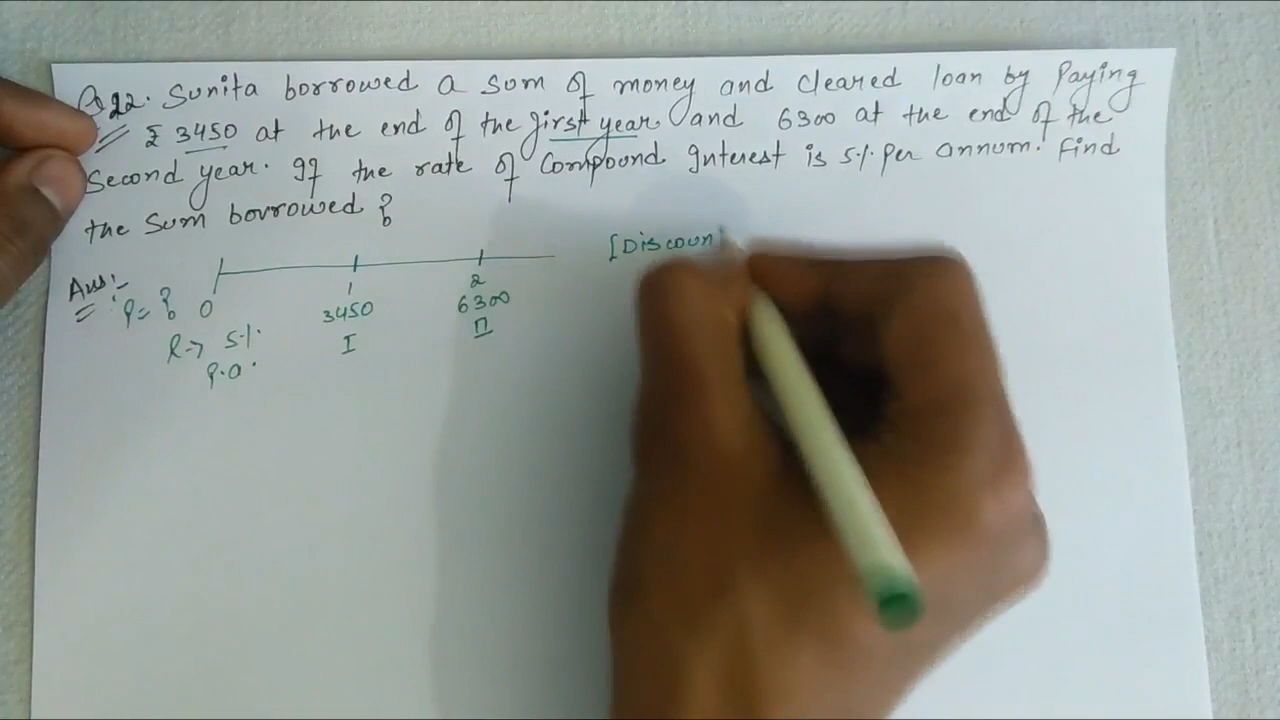 Q22. Sunita borrowed a sum of money and cleared loan by Paying
₹ 3450 at the end of the first year and 6300 at the end of the
second year. If the rate of Compound Interest is 5% Per annum. Find
the sum borrowed ?
Ans:-
P= ? 0 1 2
3450 6300
R→ 5% I II
P.a.
[Discoun